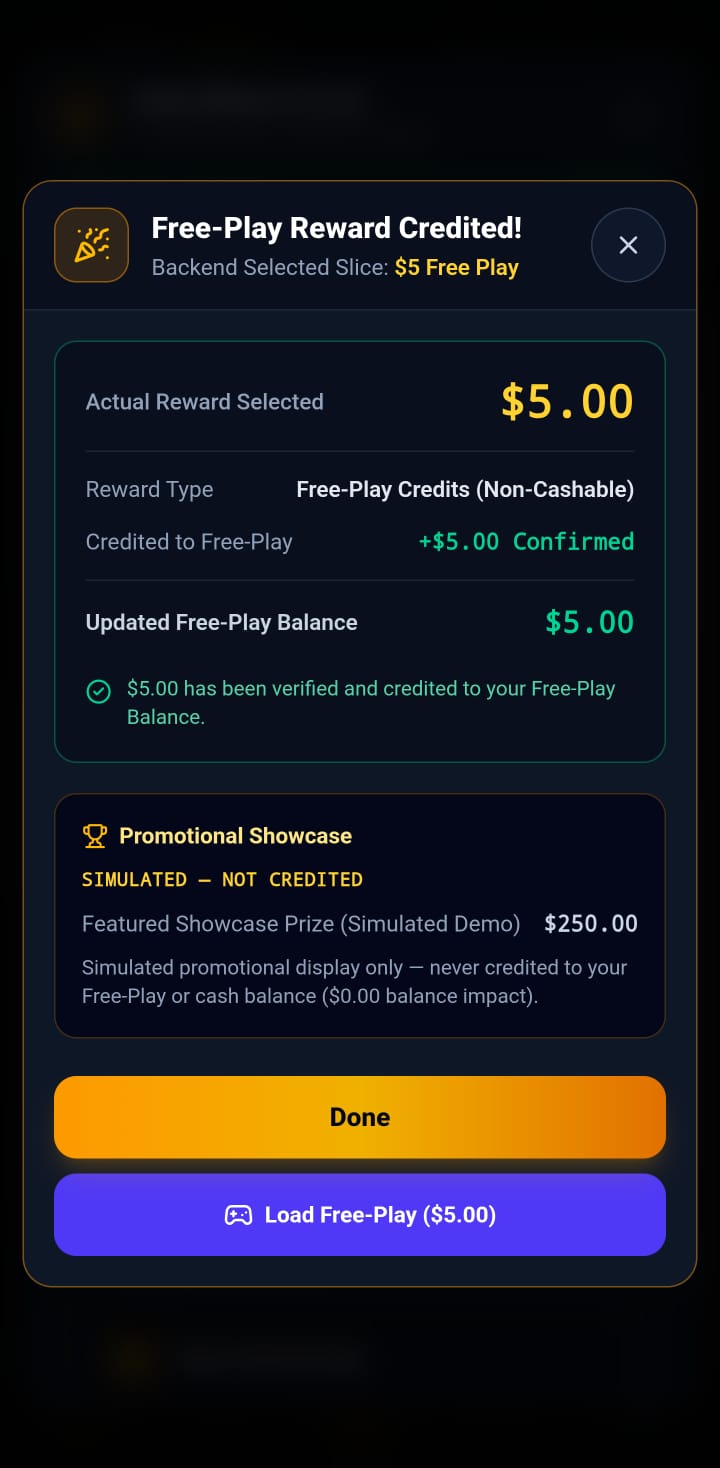 Free-Play Reward Credited!
Backend Selected Slice: $5 Free Play
Actual Reward Selected $5.00
Reward Type Free-Play Credits (Non-Cashable)
Credited to Free-Play +$5.00 Confirmed
Updated Free-Play Balance $5.00
$5.00 has been verified and credited to your Free-Play
Balance.
Promotional Showcase
SIMULATED — NOT CREDITED
Featured Showcase Prize (Simulated Demo) $250.00
Simulated promotional display only — never credited to your
Free-Play or cash balance ($0.00 balance impact).
Done
Load Free-Play ($5.00)